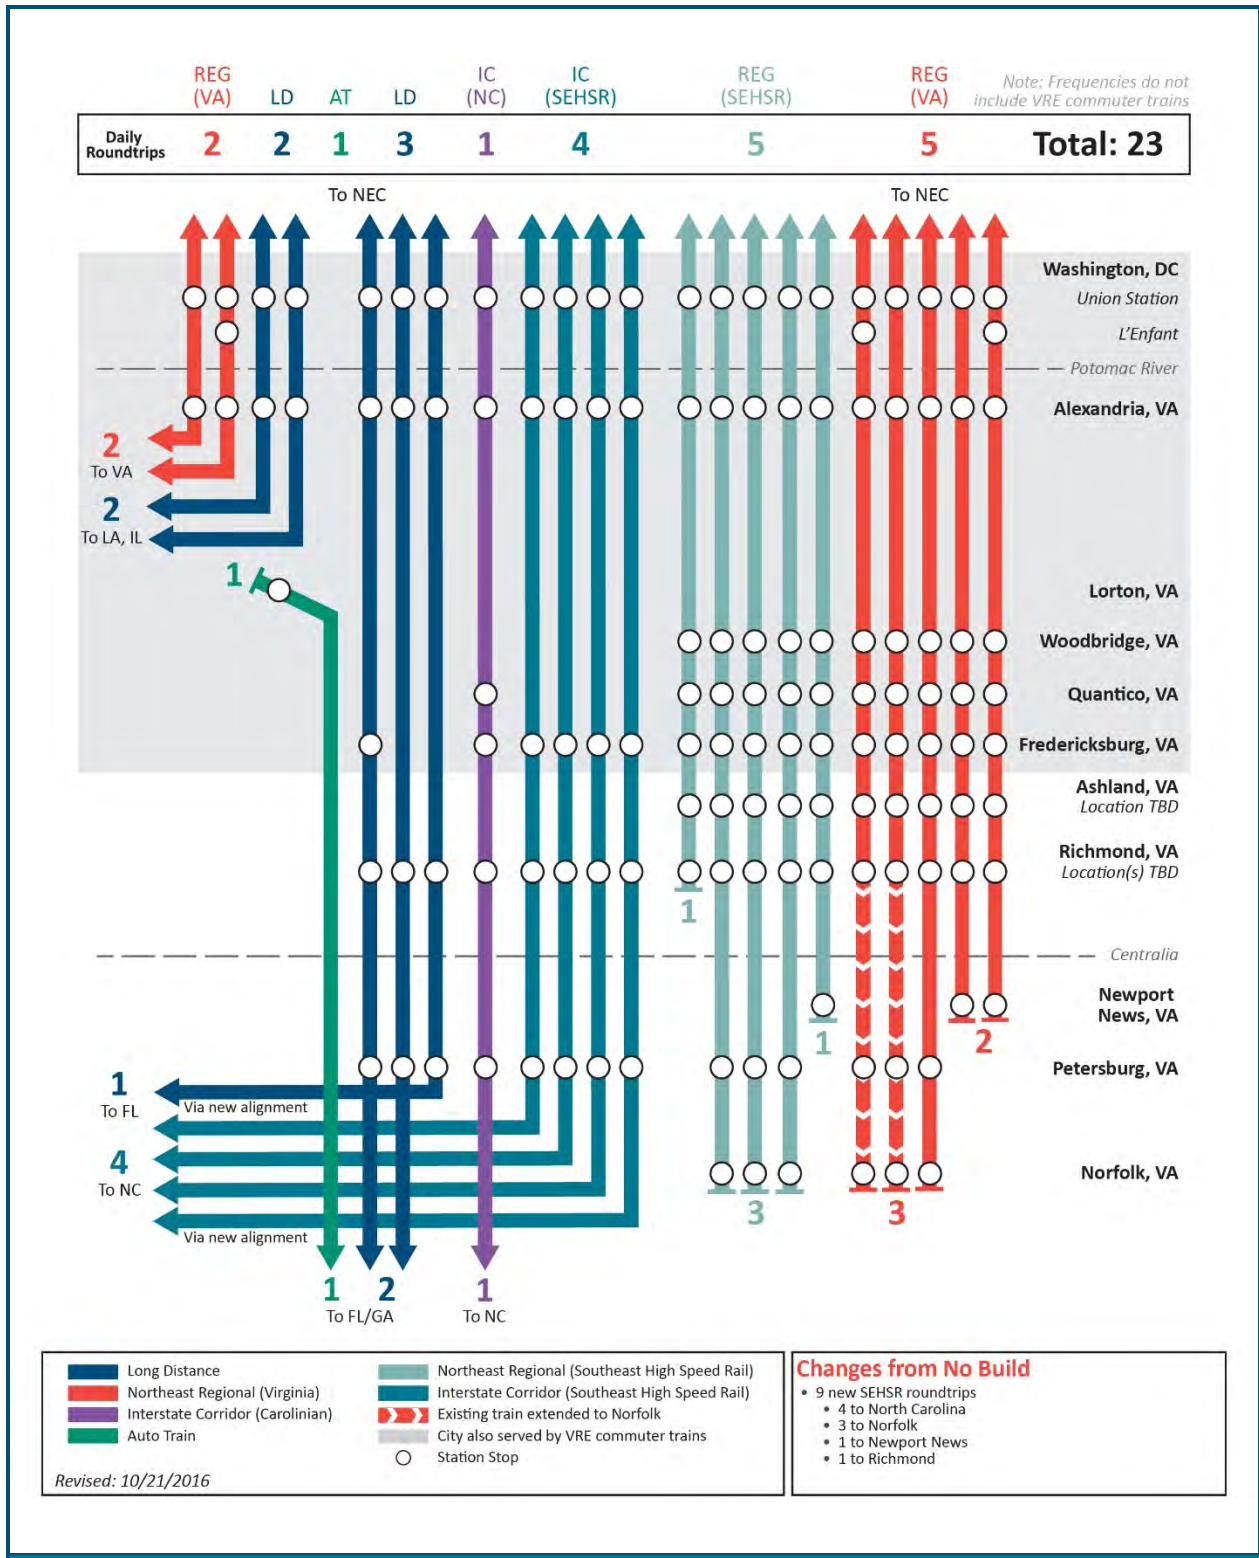 REG
(VA)
LD
AT
LD
IC
(NC)
IC
(SEHSR)
REG
(SEHSR)
REG
(VA)
Note: Frequencies do not
include VRE commuter trains
Daily
Roundtrips
2
2
1
3
1
4
5
5
Total: 23
To NEC
To NEC
Washington, DC
Union Station
L'Enfant
Potomac River
Alexandria, VA
2
To VA
2
To LA, IL
1
Lorton, VA
Woodbridge, VA
Quantico, VA
Fredericksburg, VA
Ashland, VA
Location TBD
Richmond, VA
Location(s) TBD
1
Centralia
Newport
News, VA
1
2
Petersburg, VA
1
To FL
Via new alignment
4
To NC
Via new alignment
Norfolk, VA
3
3
1
2
To FL/GA
1
To NC
Long Distance
Northeast Regional (Virginia)
Interstate Corridor (Carolinian)
Auto Train
Northeast Regional (Southeast High Speed Rail)
Interstate Corridor (Southeast High Speed Rail)
Existing train extended to Norfolk
City also served by VRE commuter trains
Station Stop
Revised: 10/21/2016
Changes from No Build
• 9 new SEHSR roundtrips
• 4 to North Carolina
• 3 to Norfolk
• 1 to Newport News
• 1 to Richmond